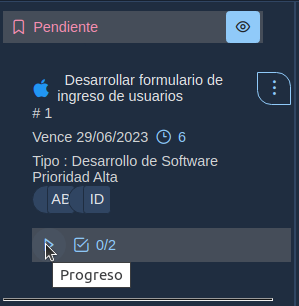 Pendiente
Desarrollar formulario de
ingreso de usuarios
# 1
Vence 29/06/2023 6
Tipo : Desarrollo de Software
Prioridad Alta
AE ID
0/2
Progreso